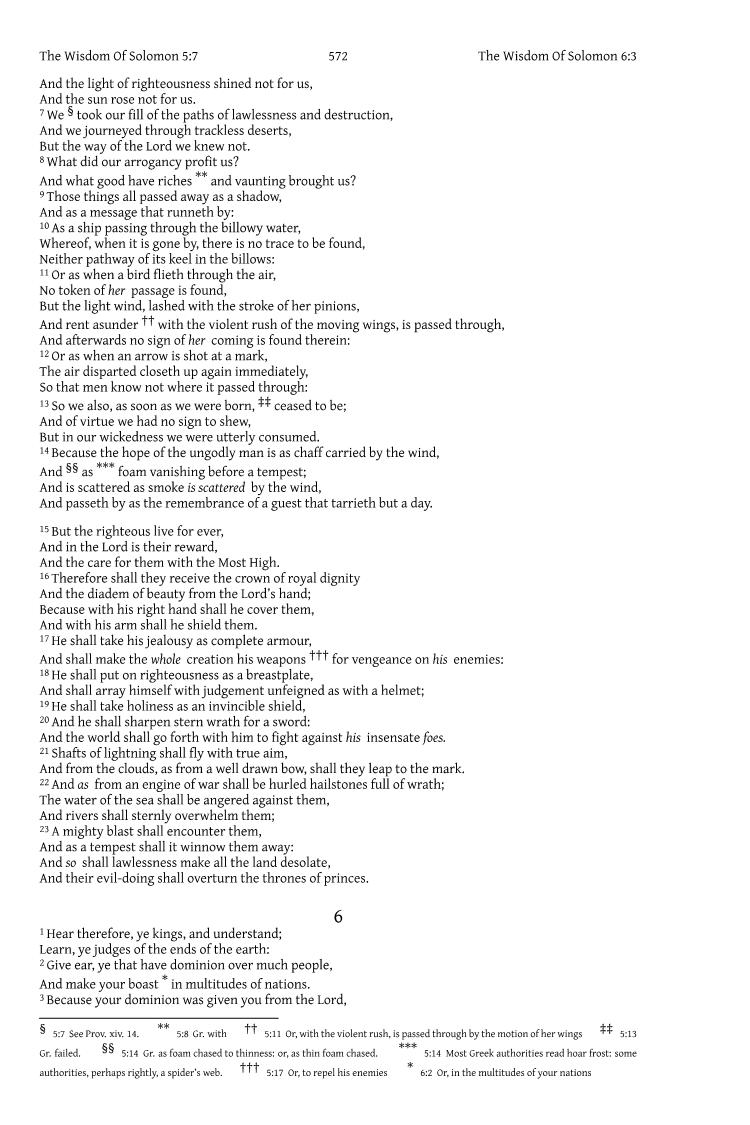 The Wisdom Of Solomon 5:7 572 The Wisdom Of Solomon 6:3
And the light of righteousness shined not for us,
And the sun rose not for us.
7 We § took our fill of the paths of lawlessness and destruction,
And we journeyed through trackless deserts,
But the way of the Lord we knew not.
8 What did our arrogancy profit us?
And what good have riches ** and vaunting brought us?
9 Those things all passed away as a shadow,
And as a message that runneth by:
10 As a ship passing through the billowy water,
Whereof, when it is gone by, there is no trace to be found,
Neither pathway of its keel in the billows:
11 Or as when a bird flieth through the air,
No token of her passage is found,
But the light wind, lashed with the stroke of her pinions,
And rent asunder †† with the violent rush of the moving wings, is passed through,
And afterwards no sign of her coming is found therein:
12 Or as when an arrow is shot at a mark,
The air disparted closeth up again immediately,
So that men know not where it passed through:
13 So we also, as soon as we were born, ‡‡ ceased to be;
And of virtue we had no sign to shew,
But in our wickedness we were utterly consumed.
14 Because the hope of the ungodly man is as chaff carried by the wind,
And §§ as *** foam vanishing before a tempest;
And is scattered as smoke is scattered by the wind,
And passeth by as the remembrance of a guest that tarrieth but a day.
15 But the righteous live for ever,
And in the Lord is their reward,
And the care for them with the Most High.
16 Therefore shall they receive the crown of royal dignity
And the diadem of beauty from the Lord's hand;
Because with his right hand shall he cover them,
And with his arm shall he shield them.
17 He shall take his jealousy as complete armour,
And shall make the whole creation his weapons ††† for vengeance on his enemies:
18 He shall put on righteousness as a breastplate,
And shall array himself with judgement unfeigned as with a helmet;
19 He shall take holiness as an invincible shield,
20 And he shall sharpen stern wrath for a sword:
And the world shall go forth with him to fight against his insensate foes.
21 Shafts of lightning shall fly with true aim,
And from the clouds, as from a well drawn bow, shall they leap to the mark.
22 And as from an engine of war shall be hurled hailstones full of wrath;
The water of the sea shall be angered against them,
And rivers shall sternly overwhelm them;
23 A mighty blast shall encounter them,
And as a tempest shall it winnow them away:
And so shall lawlessness make all the land desolate,
And their evil-doing shall overturn the thrones of princes.
6
1 Hear therefore, ye kings, and understand;
Learn, ye judges of the ends of the earth:
2 Give ear, ye that have dominion over much people,
And make your boast * in multitudes of nations.
3 Because your dominion was given you from the Lord,
§ 5:7 See Prov. xiv. 14. ** 5:8 Gr. with †† 5:11 Or, with the violent rush, is passed through by the motion of her wings ‡‡ 5:13
Gr. failed. §§ 5:14 Gr. as foam chased to thinness: or, as thin foam chased. *** 5:14 Most Greek authorities read hoar frost: some
authorities, perhaps rightly, a spider's web. ††† 5:17 Or, to repel his enemies * 6:2 Or, in the multitudes of your nations